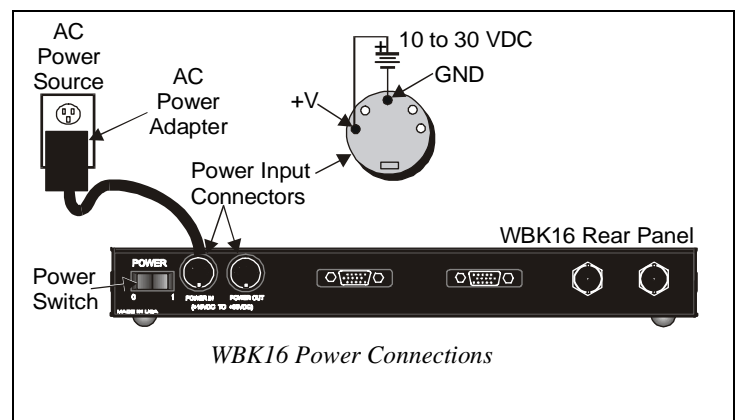 AC
Power
Source
AC
Power
Adapter
10 to 30 VDC
GND
+
+V
Power Input
Connectors
WBK16 Rear Panel
POWER
Power
Switch
0
1
POWER IN
POWER OUT
MADE IN USA
WBK16 Power Connections